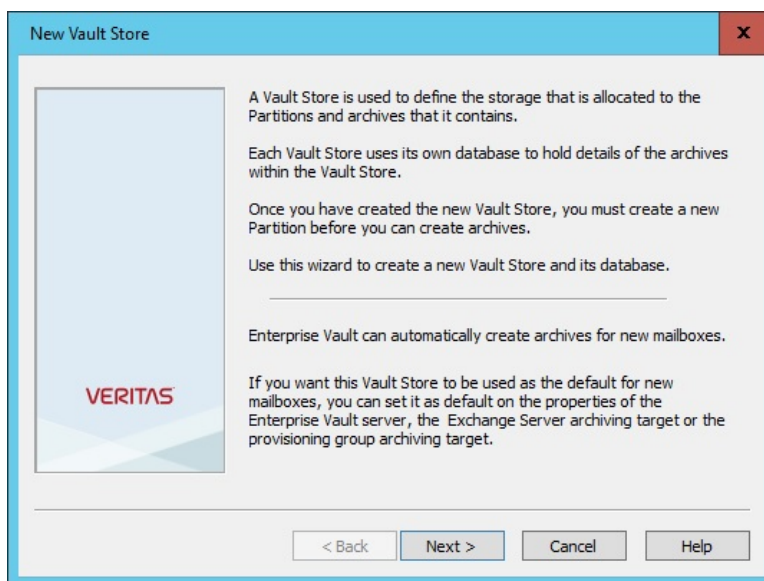 New Vault Store
x
A Vault Store is used to define the storage that is allocated to the
Partitions and archives that it contains.
Each Vault Store uses its own database to hold details of the archives
within the Vault Store.
Once you have created the new Vault Store, you must create a new
Partition before you can create archives.
Use this wizard to create a new Vault Store and its database.
Enterprise Vault can automatically create archives for new mailboxes.
If you want this Vault Store to be used as the default for new
mailboxes, you can set it as default on the properties of the
Enterprise Vault server, the Exchange Server archiving target or the
provisioning group archiving target.
VERITAS
< Back
Next >
Cancel
Help